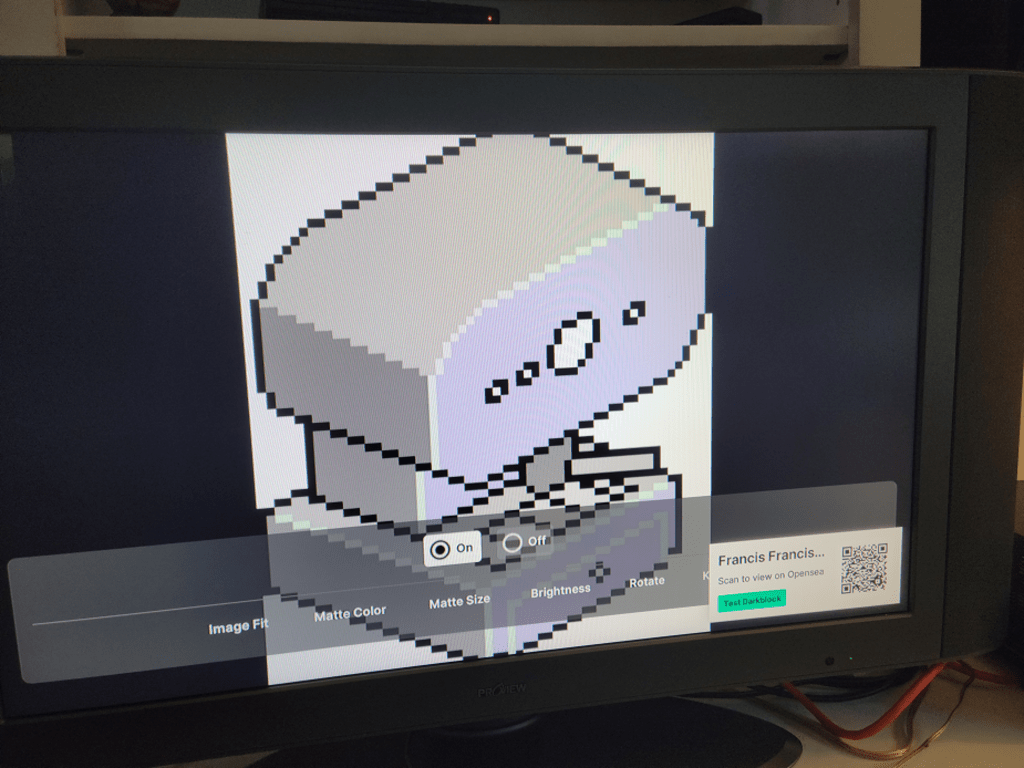 On
Off
Image Fit
Matte Color
Matte Size
Brightness
Rotate
K
Francis Francis...
Scan to view on Opensea
Test Darkblock
PROVIEW